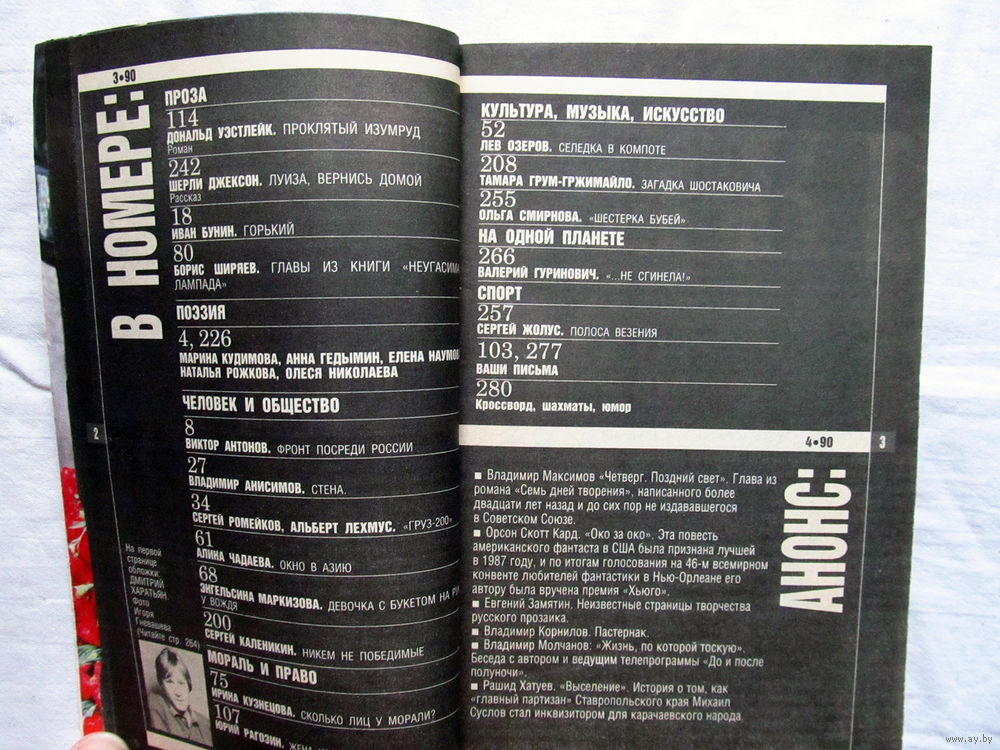 3•90
В НОМЕРЕ:
ПРОЗА
114
ДОНАЛЬД УЭСТЛЕЙК. ПРОКЛЯТЫЙ ИЗУМРУД
Роман
242
ШЕРЛИ ДЖЕКСОН. ЛУИЗА, ВЕРНИСЬ ДОМОЙ
Рассказ
18
ИВАН БУНИН. ГОРЬКИЙ
80
БОРИС ШИРЯЕВ. ГЛАВЫ ИЗ КНИГИ «НЕУГАСИМА
ЛАМПАДА»
ПОЭЗИЯ
4, 226
МАРИНА КУДИМОВА, АННА ГЕДЫМИН, ЕЛЕНА НАУМОВ
НАТАЛЬЯ РОЖКОВА, ОЛЕСЯ НИКОЛАЕВА
ЧЕЛОВЕК И ОБЩЕСТВО
8
ВИКТОР АНТОНОВ. ФРОНТ ПОСРЕДИ РОССИИ
27
ВЛАДИМИР АНИСИМОВ. СТЕНА.
34
СЕРГЕЙ РОМЕЙКОВ, АЛЬБЕРТ ЛЕХМУС. «ГРУЗ-200»
61
АЛИНА ЧАДАЕВА. ОКНО В АЗИЮ
68
ЭНГЕЛЬСИНА МАРКИЗОВА. ДЕВОЧКА С БУКЕТОМ НА РУ
У ВОЖДЯ
200
СЕРГЕЙ КАЛЕНИКИН. НИКЕМ НЕ ПОБЕДИМЫЕ
МОРАЛЬ И ПРАВО
75
ИРИНА КУЗНЕЦОВА. СКОЛЬКО ЛИЦ У МОРАЛИ?
107
ЮРИЙ РАГОЗИН. ЖЕНА
2
На первой
странице
обложки:
ДМИТРИЙ
ХАРАТЬЯН
Фото
Игоря
Гневашева
(Читайте стр. 264)
КУЛЬТУРА, МУЗЫКА, ИСКУССТВО
52
ЛЕВ ОЗЕРОВ. СЕЛЕДКА В КОМПОТЕ
208
ТАМАРА ГРУМ-ГРЖИМАЙЛО. ЗАГАДКА ШОСТАКОВИЧА
255
ОЛЬГА СМИРНОВА. «ШЕСТЕРКА БУБЕЙ»
НА ОДНОЙ ПЛАНЕТЕ
266
ВАЛЕРИЙ ГУРИНОВИЧ. «...НЕ СГИНЕЛА!»
СПОРТ
257
СЕРГЕЙ ЖОЛУС. ПОЛОСА ВЕЗЕНИЯ
103, 277
ВАШИ ПИСЬМА
280
Кроссворд, шахматы, юмор
4•90
3
АНОНС:
■ Владимир Максимов «Четверг. Поздний свет». Глава из
романа «Семь дней творения», написанного более
двадцати лет назад и до сих пор не издававшегося
в Советском Союзе.
■ Орсон Скотт Кард. «Око за око». Эта повесть
американского фантаста в США была признана лучшей
в 1987 году, и по итогам голосования на 46-м всемирном
конвенте любителей фантастики в Нью-Орлеане его
автору была вручена премия «Хьюго».
■ Евгений Замятин. Неизвестные страницы творчества
русского прозаика.
■ Владимир Корнилов. Пастернак.
■ Владимир Молчанов: «Жизнь, по которой тоскую».
Беседа с автором и ведущим телепрограммы «До и после
полуночи».
■ Рашид Хатуев. «Выселение». История о том, как
«главный партизан» Ставропольского края Михаил
Суслов стал инквизитором для карачаевского народа.
www.ay.by